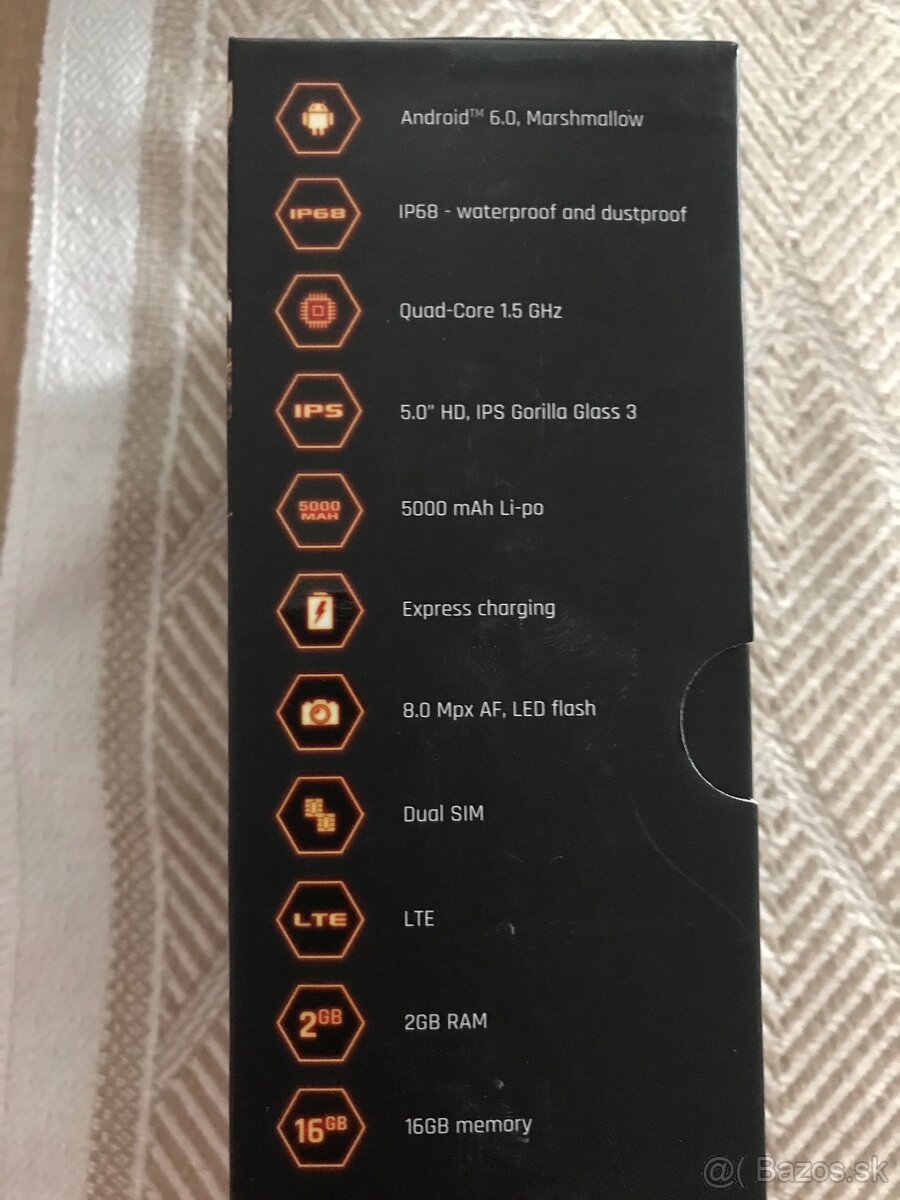 Android™ 6.0, Marshmallow
IP68
IP68 - waterproof and dustproof
Quad-Core 1.5 GHz
IPS
5.0" HD, IPS Gorilla Glass 3
5000
MAH
5000 mAh Li-po
Express charging
8.0 Mpx AF, LED flash
Dual SIM
LTE
LTE
2GB
2GB RAM
16GB
16GB memory
@( Bazos.sk